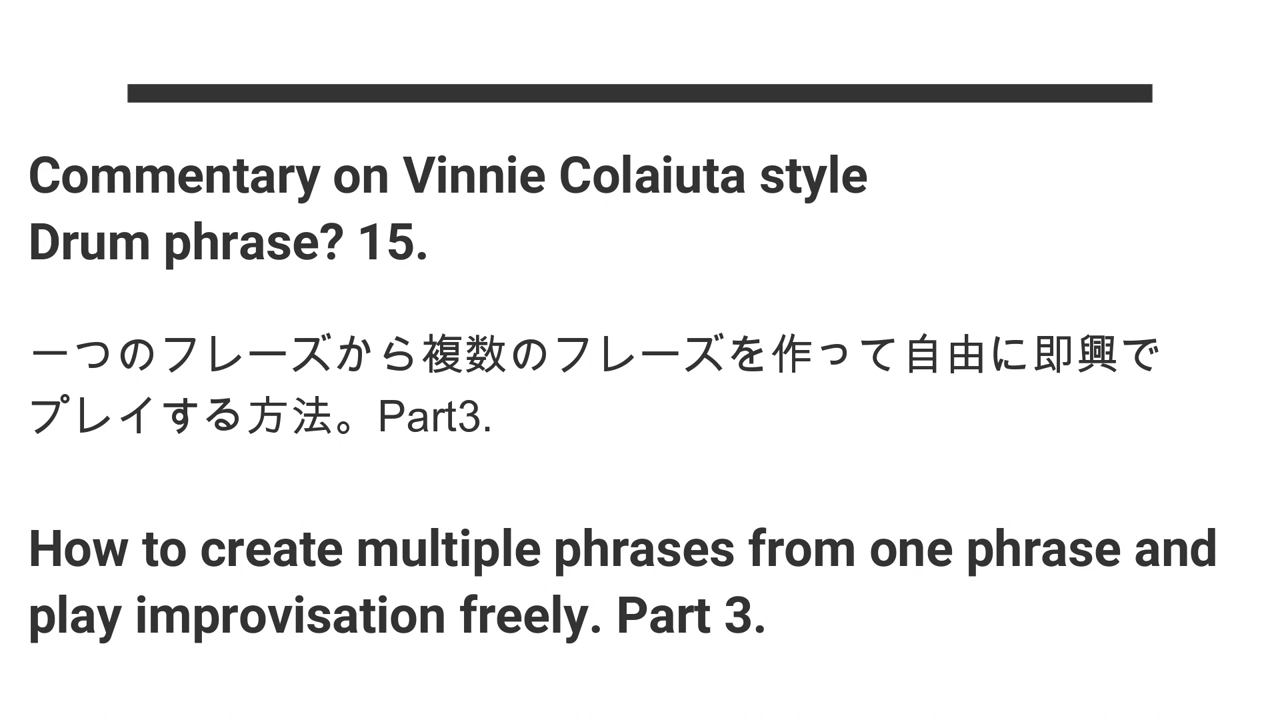 Commentary on Vinnie Colaiuta style
Drum phrase? 15.
一つのフレーズから複数のフレーズを作って自由に即興で
プレイする方法。Part3.
How to create multiple phrases from one phrase and
play improvisation freely. Part 3.